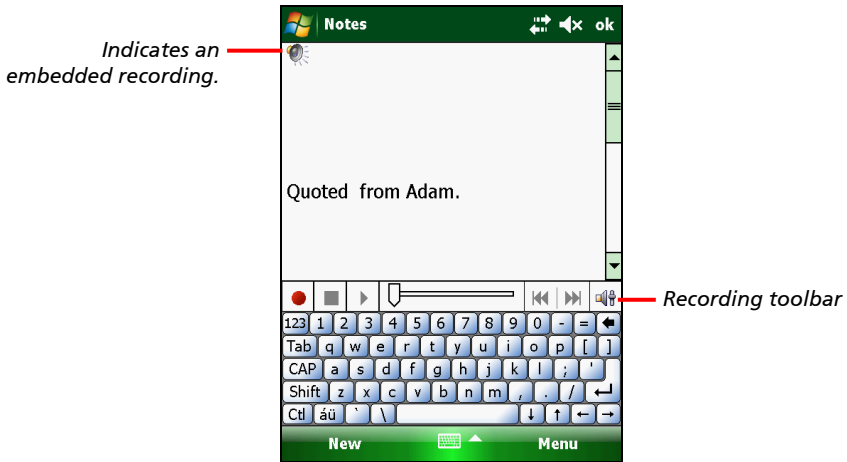 Notes ok
Indicates an
embedded recording.
Quoted from Adam.
Recording toolbar
123 1 2 3 4 5 6 7 8 9 0 - =
Tab q w e r t y u i o p [ ]
CAP a s d f g h j k l ; '
Shift z x c v b n m , . /
Ctl áü ` \
New Menu